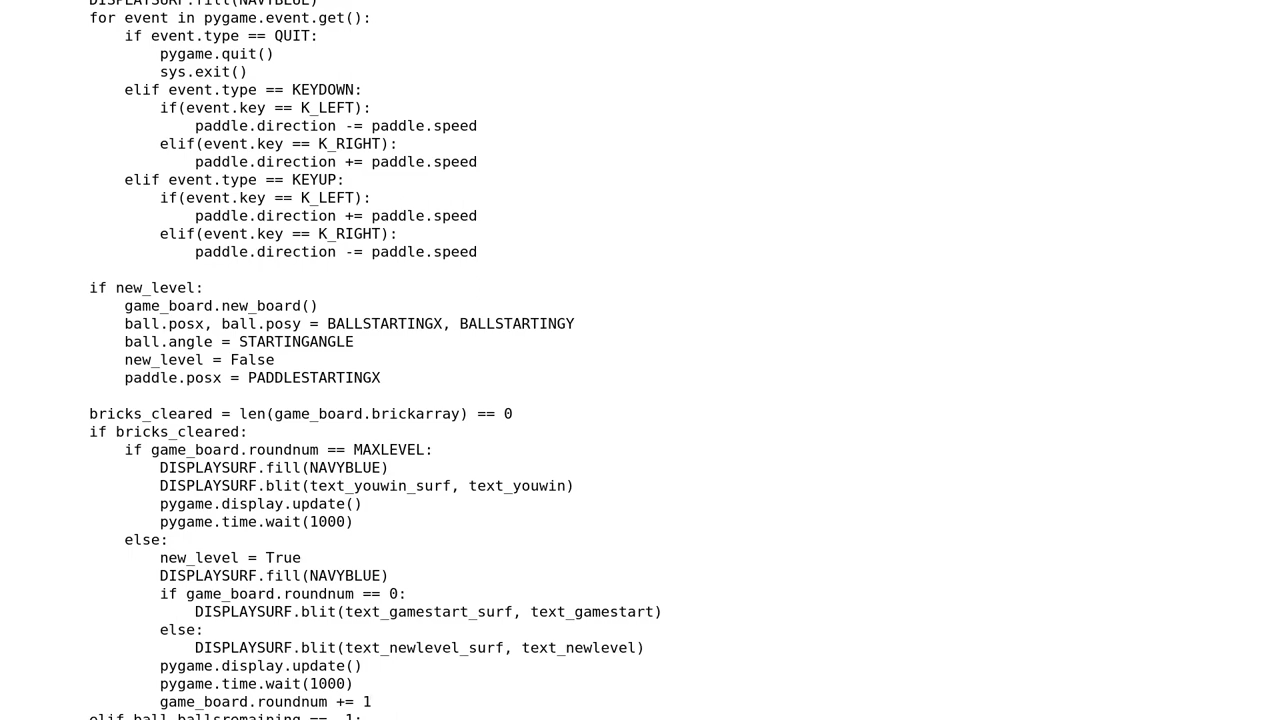 DISPLAYSURF.fill(NAVYBLUE)
for event in pygame.event.get():
    if event.type == QUIT:
        pygame.quit()
        sys.exit()
    elif event.type == KEYDOWN:
        if(event.key == K_LEFT):
            paddle.direction -= paddle.speed
        elif(event.key == K_RIGHT):
            paddle.direction += paddle.speed
    elif event.type == KEYUP:
        if(event.key == K_LEFT):
            paddle.direction += paddle.speed
        elif(event.key == K_RIGHT):
            paddle.direction -= paddle.speed

if new_level:
    game_board.new_board()
    ball.posx, ball.posy = BALLSTARTINGX, BALLSTARTINGY
    ball.angle = STARTINGANGLE
    new_level = False
    paddle.posx = PADDLESTARTINGX

bricks_cleared = len(game_board.brickarray) == 0
if bricks_cleared:
    if game_board.roundnum == MAXLEVEL:
        DISPLAYSURF.fill(NAVYBLUE)
        DISPLAYSURF.blit(text_youwin_surf, text_youwin)
        pygame.display.update()
        pygame.time.wait(1000)
    else:
        new_level = True
        DISPLAYSURF.fill(NAVYBLUE)
        if game_board.roundnum == 0:
            DISPLAYSURF.blit(text_gamestart_surf, text_gamestart)
        else:
            DISPLAYSURF.blit(text_newlevel_surf, text_newlevel)
        pygame.display.update()
        pygame.time.wait(1000)
        game_board.roundnum += 1
elif ball.ballsremaining ==